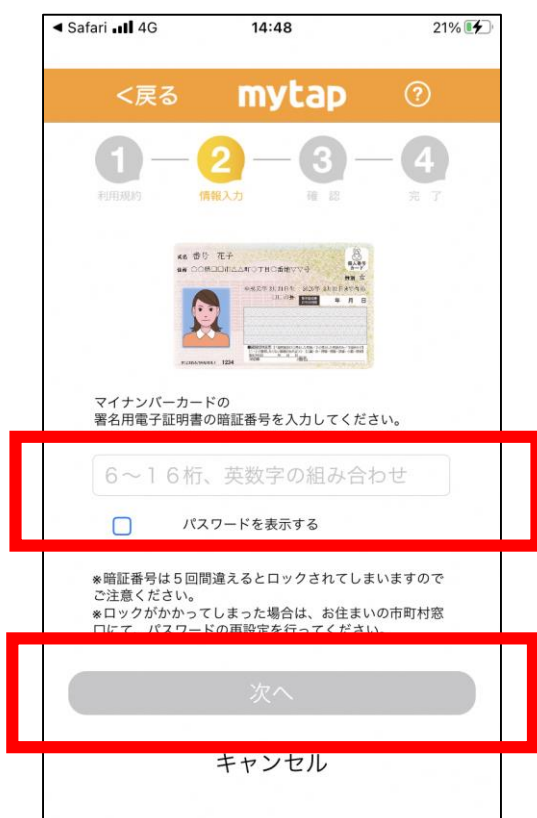 ◀ Safari 4G 14:48 21%
<戻る mytap ?
1 2 3 4
利用規約 情報入力 確認 完了
番号 花子
1234
マイナンバーカードの
署名用電子証明書の暗証番号を入力してください。
6～16桁、英数字の組み合わせ
パスワードを表示する
※暗証番号は5回間違えるとロックされてしまいますので
ご注意ください。
※ロックがかかってしまった場合は、お住まいの市町村窓
口にて、パスワードの再設定を行ってください。
次へ
キャンセル